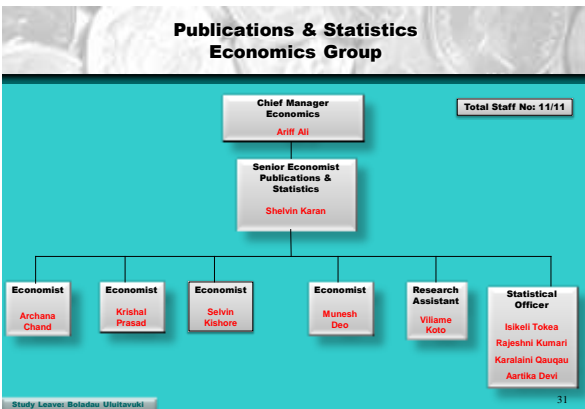 Publications & Statistics
Economics Group
Chief Manager
Economics
Ariff Ali
Total Staff No: 11/11
Senior Economist
Publications &
Statistics
Shelvin Karan
Economist
Archana
Chand
Economist
Krishal
Prasad
Economist
Selvin
Kishore
Economist
Munesh
Deo
Research
Assistant
Viliame
Koto
Statistical
Officer
Isikeli Tokea
Rajeshni Kumari
Karalaini Qauqau
Aartika Devi
Study Leave: Boladau Uluitavuki
31